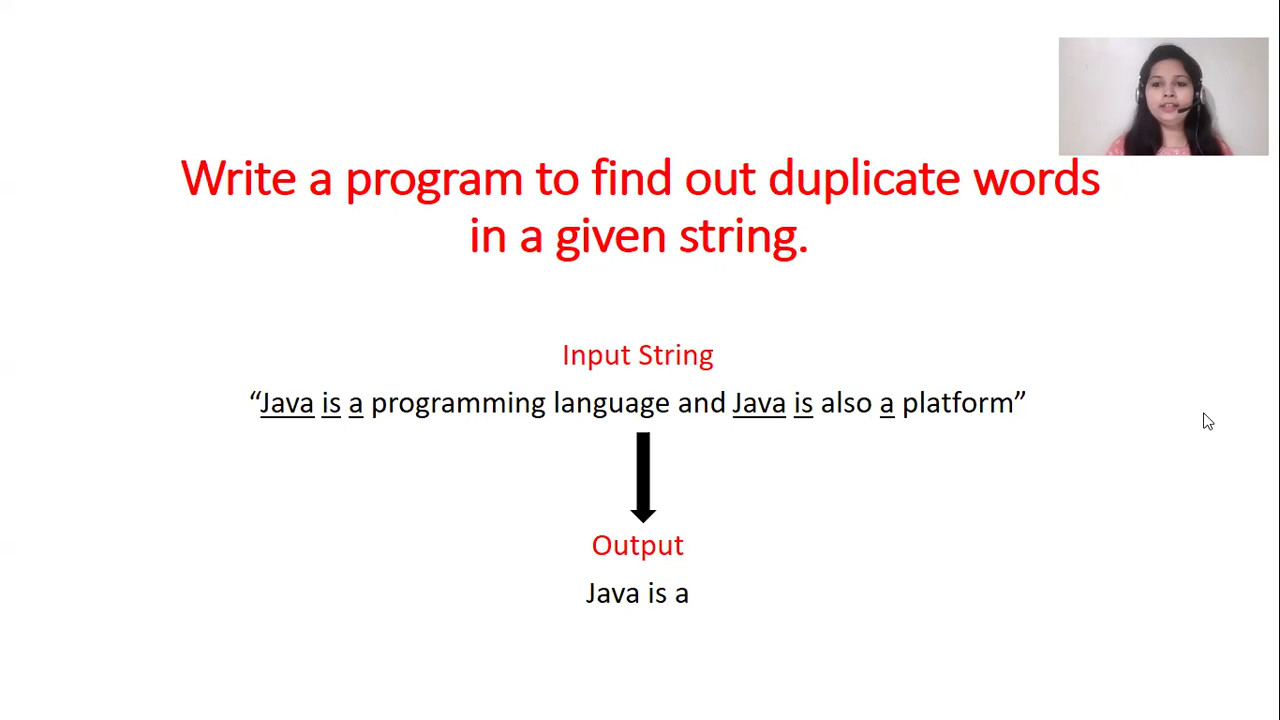 Write a program to find out duplicate words
in a given string.
Input String
“Java is a programming language and Java is also a platform”
Output
Java is a